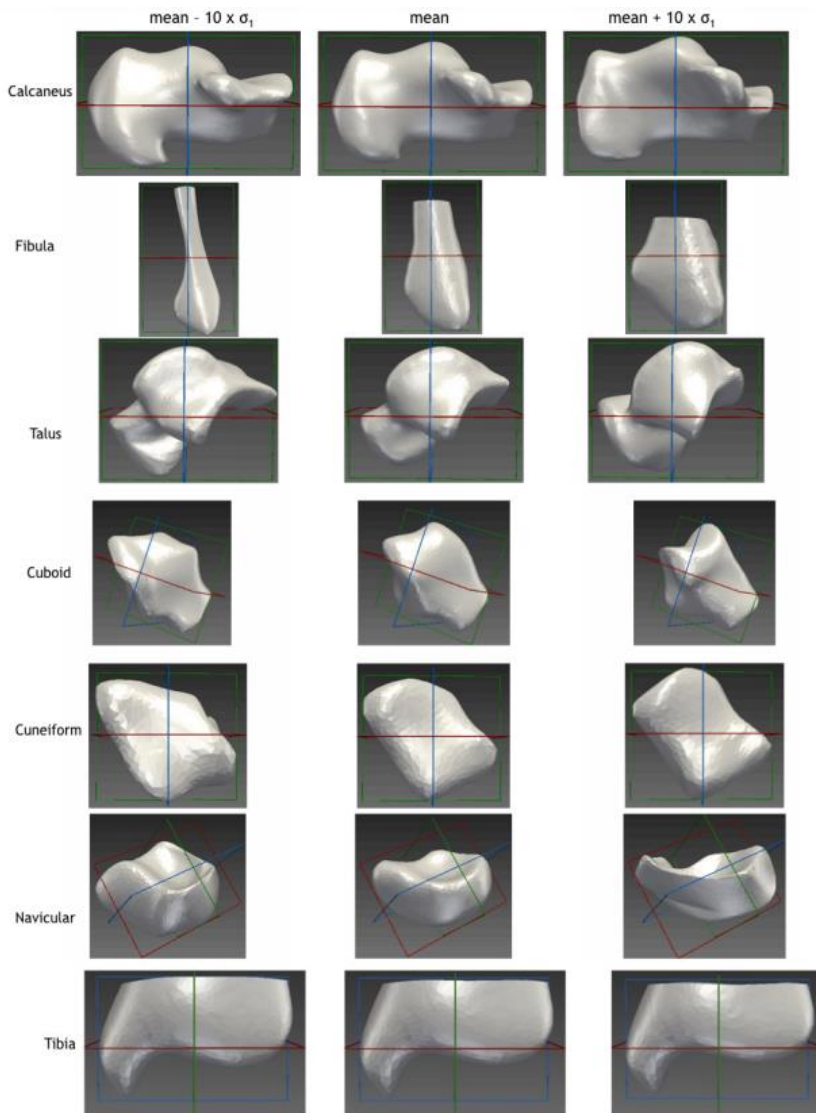 mean - 10 x σ₁ mean mean + 10 x σ₁
Calcaneus
Fibula
Talus
Cuboid
Cuneiform
Navicular
Tibia